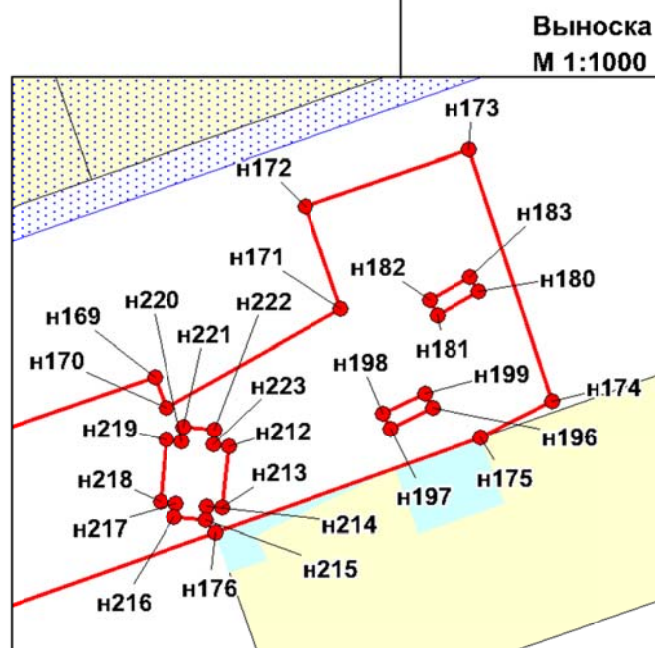 Выноска
М 1:1000
н173
н172
н183
н171
н182
н180
н220
н222
н169
н221
н181
н170
н223
н199
н174
н198
н219
н212
н196
н218
н213
н197
н175
н217
н214
н215
н176
н216